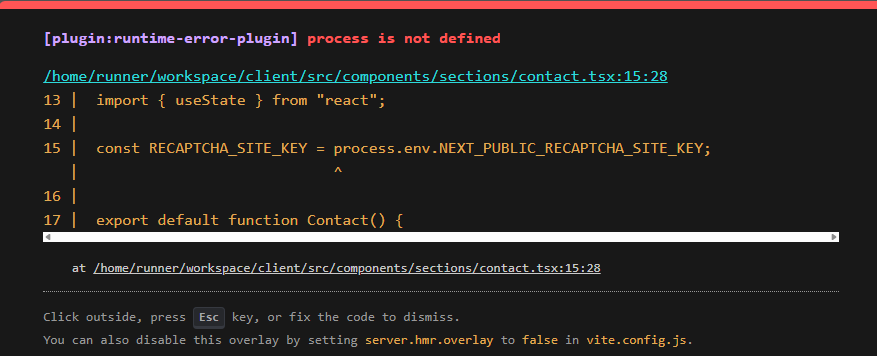 [plugin:runtime-error-plugin] process is not defined
/home/runner/workspace/client/src/components/sections/contact.tsx:15:28
13 |  import { useState } from "react";
14 |
15 |  const RECAPTCHA_SITE_KEY = process.env.NEXT_PUBLIC_RECAPTCHA_SITE_KEY;
   |                             ^
16 |
17 |  export default function Contact() {
at /home/runner/workspace/client/src/components/sections/contact.tsx:15:28
Click outside, press Esc key, or fix the code to dismiss.
You can also disable this overlay by setting server.hmr.overlay to false in vite.config.js.